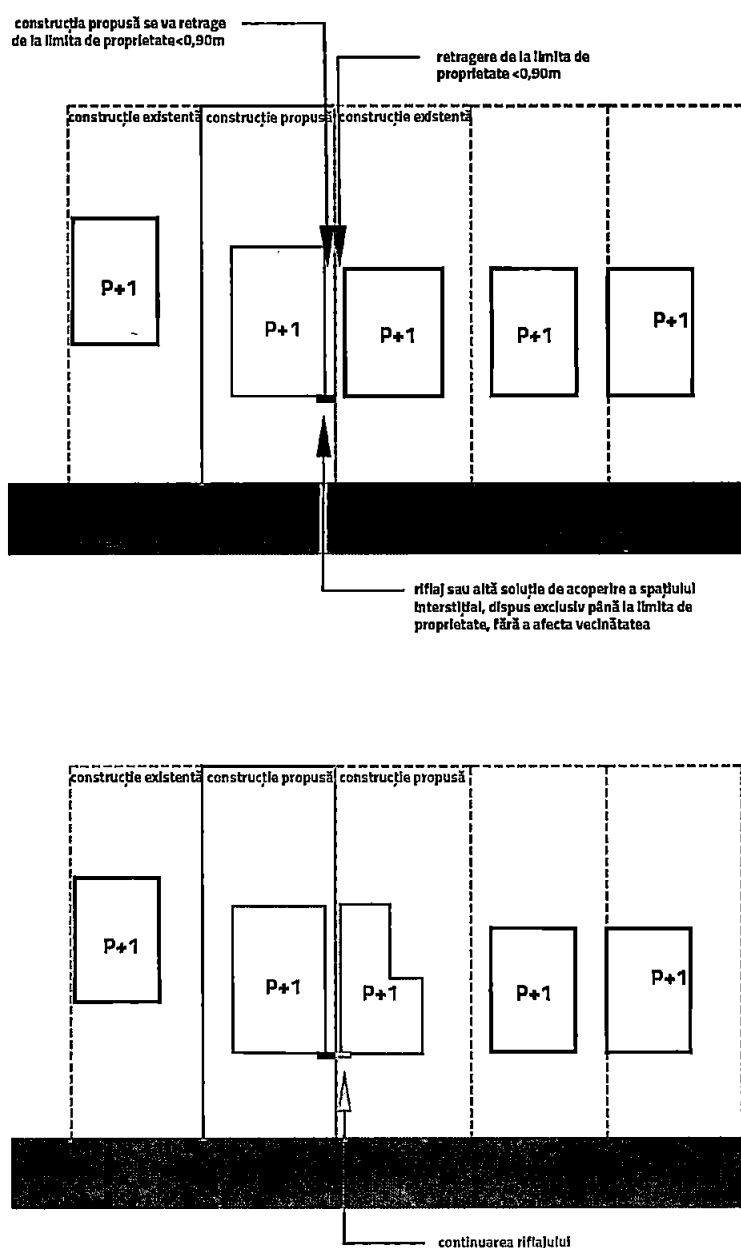 construcția propusă se va retrage
de la limita de proprietate<0,90m
retragere de la limita de
proprietate <0,90m
construcție existentă
construcție propusă
construcție existentă
P+1
P+1
P+1
P+1
P+1
riflaj sau altă soluție de acoperire a spațiului
interstițial, dispus exclusiv până la limita de
proprietate, fără a afecta vecinătatea
construcție existentă
construcție propusă
construcție propusă
P+1
P+1
P+1
P+1
P+1
continuarea riflajului